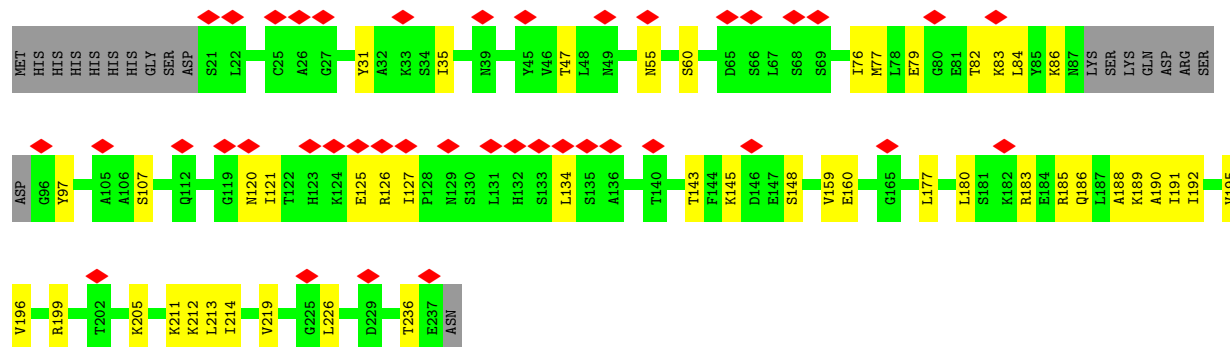 MET HIS HIS HIS HIS HIS HIS GLY SER ASP S21 L22 C25 A26 G27 Y31 A32 K33 S34 I35 N39 Y45 V46 T47 L48 N49 N55 S60 D65 S66 L67 S68 S69 I76 M77 L78 E79 G80 E81 T82 K83 L84 Y85 K86 N87 LYS SER LYS GLN ASP ARG SER
ASP G96 Y97 A105 A106 S107 Q112 G119 N120 I121 T122 H123 K124 E125 R126 I127 P128 N129 S130 L131 H132 S133 L134 S135 A136 T140 T143 F144 K145 D146 E147 S148 V159 E160 G165 L177 L180 S181 K182 R183 E184 R185 Q186 L187 A188 K189 A190 I191 I192
V196 R199 T202 K205 K211 K212 L213 I214 V219 G225 L226 D229 T236 E237 ASN